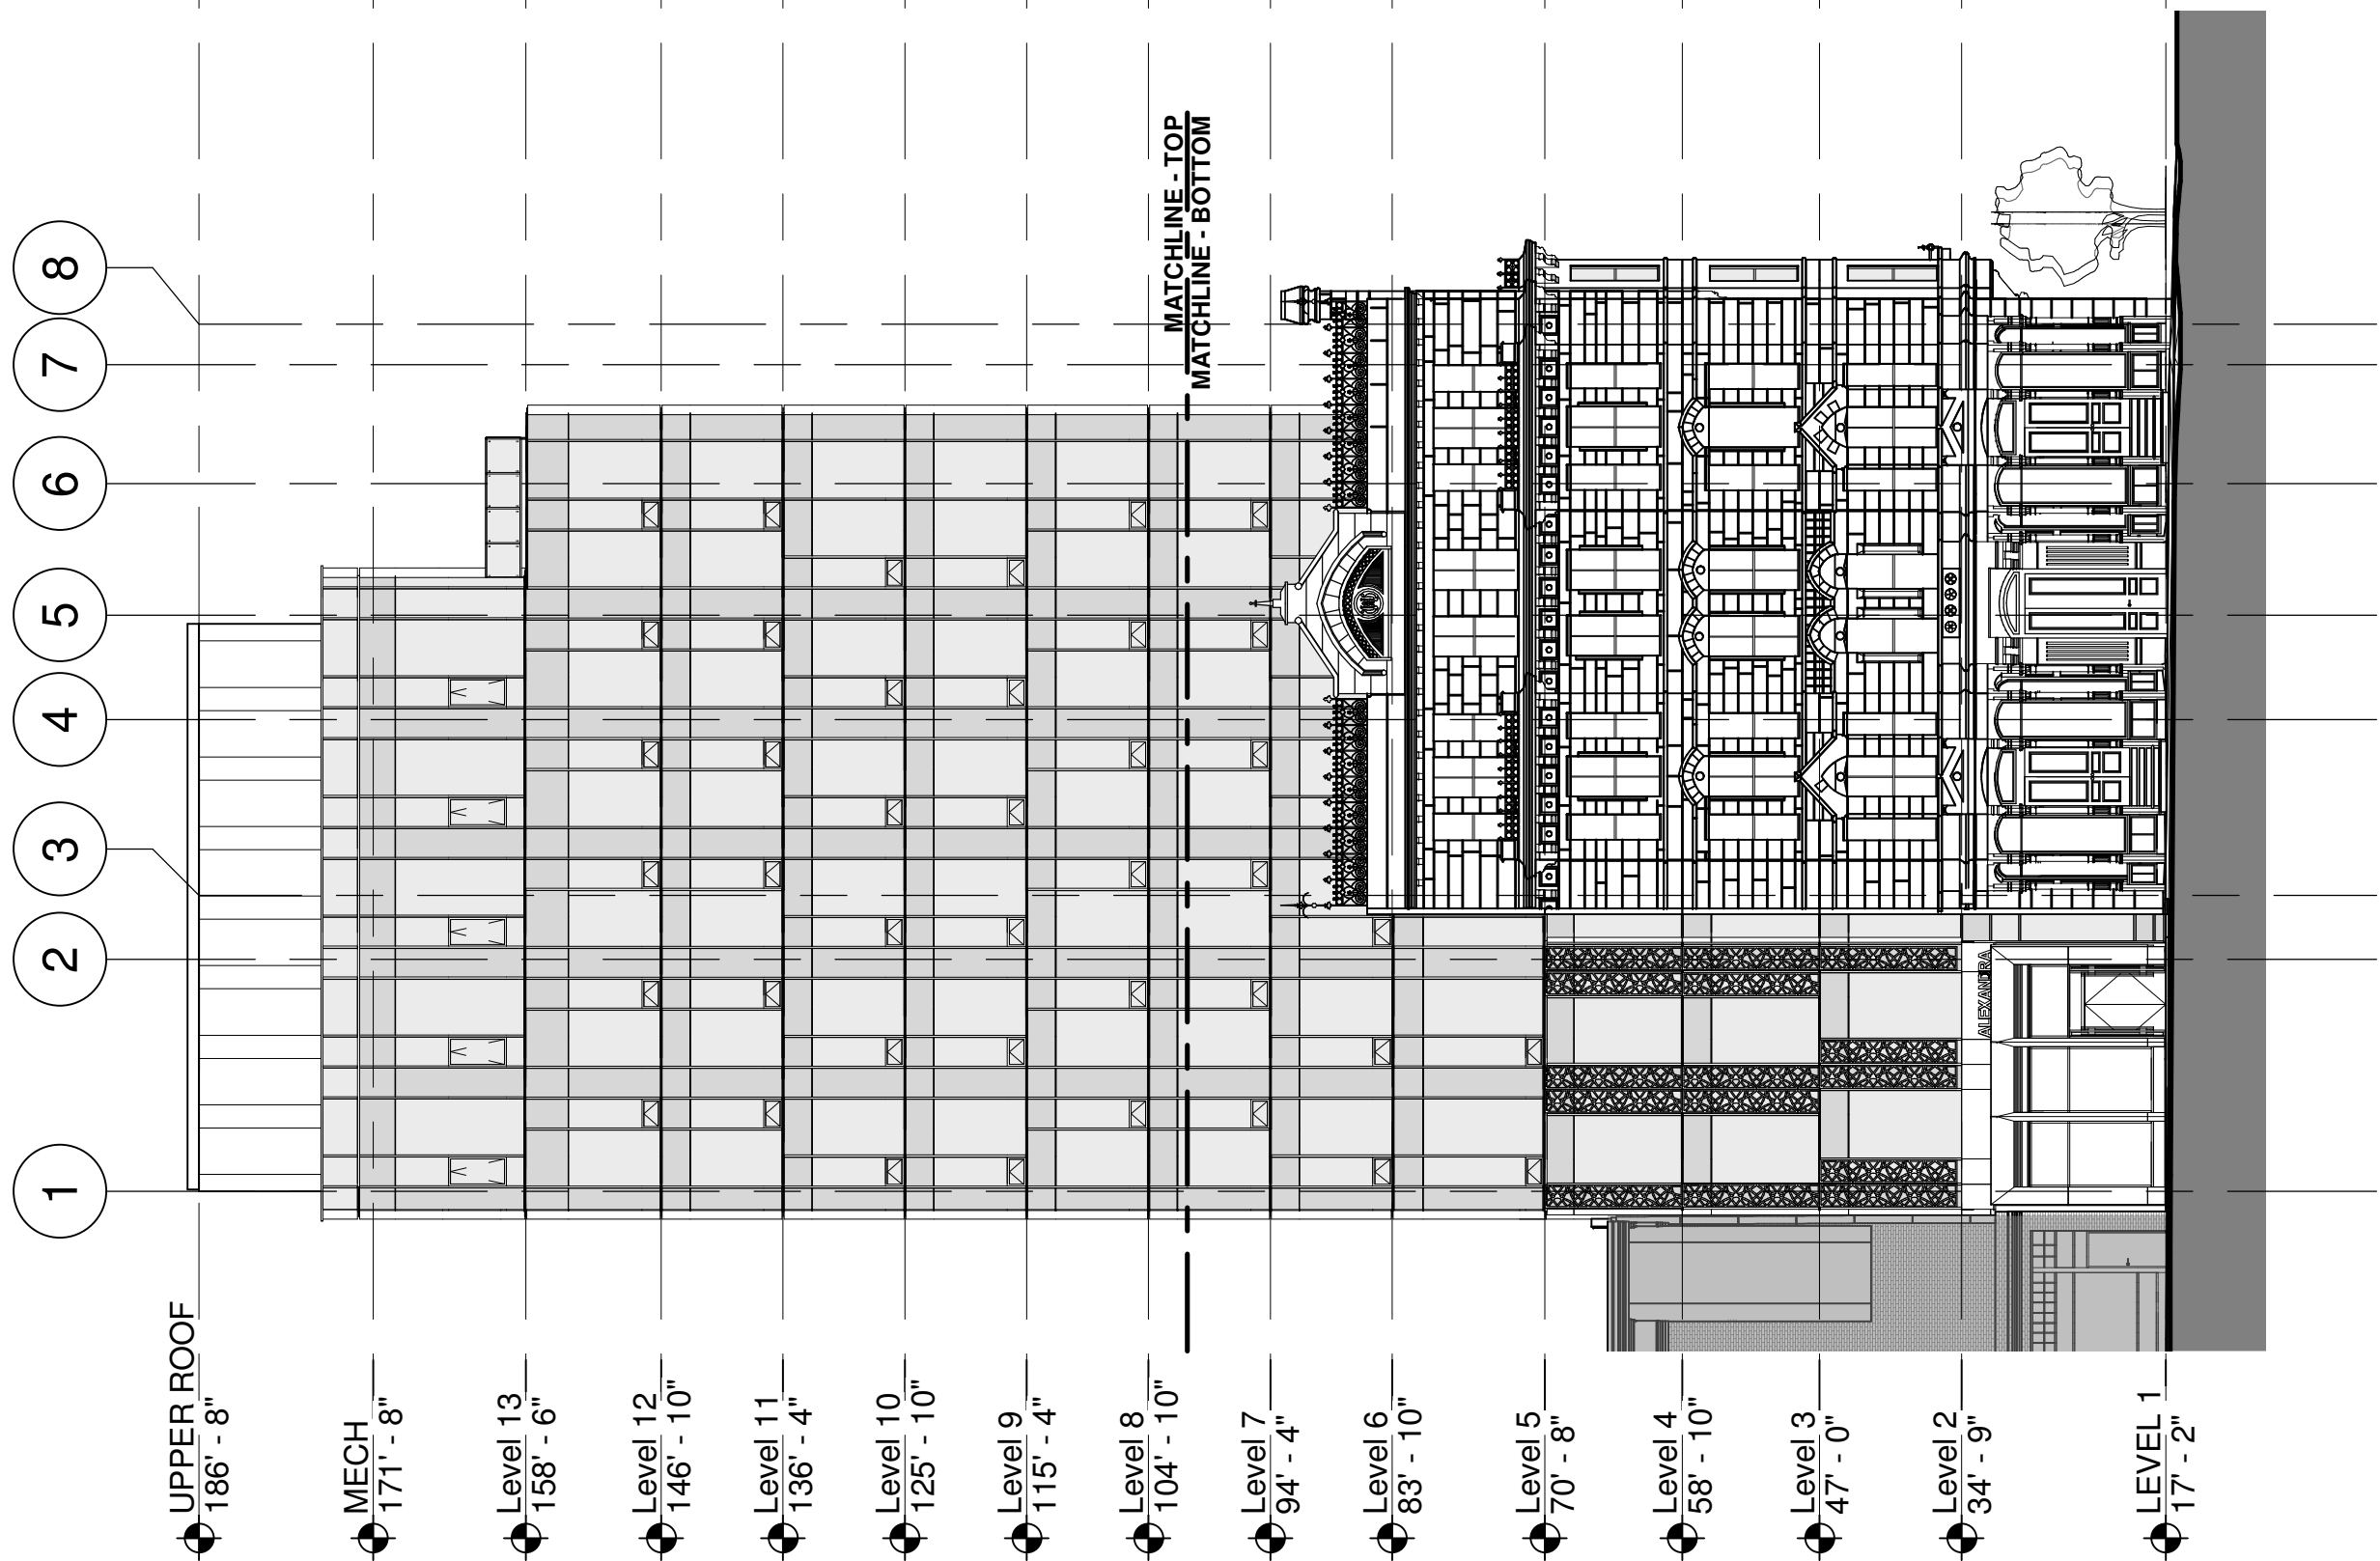 8
7
6
5
4
3
2
1
MATCHLINE - TOP
MATCHLINE - BOTTOM
ALEXANDRA
UPPER ROOF
186' - 8"
MECH
171' - 8"
Level 13
158' - 6"
Level 12
146' - 10"
Level 11
136' - 4"
Level 10
125' - 10"
Level 9
115' - 4"
Level 8
104' - 10"
Level 7
94' - 4"
Level 6
83' - 10"
Level 5
70' - 8"
Level 4
58' - 10"
Level 3
47' - 0"
Level 2
34' - 9"
LEVEL 1
17' - 2"